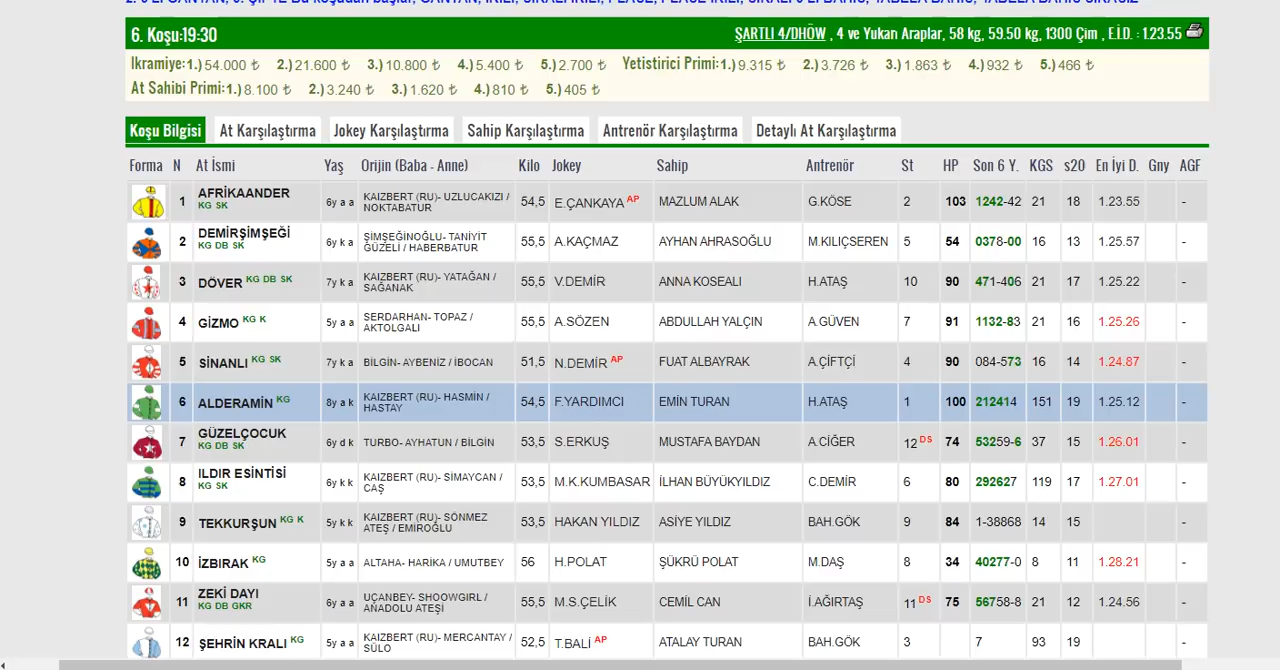 6. Koşu:19:30 ŞARTLI 4/DHÖW , 4 ve Yukarı Araplar, 58 kg, 59.50 kg, 1300 Çim , E.İ.D. : 1.23.55
İkramiye:1.)54.000 ₺ 2.)21.600 ₺ 3.)10.800 ₺ 4.)5.400 ₺ 5.)2.700 ₺ Yetistirici Primi:1.)9.315 ₺ 2.)3.726 ₺ 3.)1.863 ₺ 4.)932 ₺ 5.)466 ₺
At Sahibi Primi:1.)8.100 ₺ 2.)3.240 ₺ 3.)1.620 ₺ 4.)810 ₺ 5.)405 ₺
Koşu Bilgisi At Karşılaştırma Jokey Karşılaştırma Sahip Karşılaştırma Antrenör Karşılaştırma Detaylı At Karşılaştırma
Forma N At İsmi Yaş Orijin (Baba - Anne) Kilo Jokey Sahip Antrenör St HP Son 6 Y. KGS s20 En İyi D. Gny AGF
1 AFRİKAANDER KG SK 6y a a KAIZBERT (RU)- UZLUCAKIZI / NOKTABATUR 54,5 E.ÇANKAYA AP MAZLUM ALAK G.KÖSE 2 103 1242-42 21 18 1.23.55 -
2 DEMİRŞİMŞEĞİ KG DB SK 6y k a ŞİMŞEĞİNOĞLU- TANİYİT GÜZELİ / HABERBATUR 55,5 A.KAÇMAZ AYHAN AHRASOĞLU M.KILIÇSEREN 5 54 0378-00 16 13 1.25.57 -
3 DÖVER KG DB SK 7y k a KAIZBERT (RU)- YATAĞAN / SAĞANAK 55,5 V.DEMİR ANNA KOSEALI H.ATAŞ 10 90 471-406 21 17 1.25.22 -
4 GİZMO KG K 5y a a SERDARHAN- TOPAZ / AKTOLGALI 55,5 A.SÖZEN ABDULLAH YALÇIN A.GÜVEN 7 91 1132-83 21 16 1.25.26 -
5 SİNANLI KG SK 7y k a BİLGİN- AYBENİZ / İBOCAN 51,5 N.DEMİR AP FUAT ALBAYRAK A.ÇİFTÇİ 4 90 084-573 16 14 1.24.87 -
6 ALDERAMİN KG 8y a k KAIZBERT (RU)- HASMİN / HASTAY 54,5 F.YARDIMCI EMİN TURAN H.ATAŞ 1 100 212414 151 19 1.25.12 -
7 GÜZELÇOCUK KG DB SK 6y d k TURBO- AYHATUN / BİLGİN 53,5 S.ERKUŞ MUSTAFA BAYDAN A.CİĞER 12 DS 74 53259-6 37 15 1.26.01 -
8 ILDIR ESİNTİSİ KG SK 6y k k KAIZBERT (RU)- SİMAYCAN / CAŞ 53,5 M.K.KUMBASAR İLHAN BÜYÜKYILDIZ C.DEMİR 6 80 292627 119 17 1.27.01 -
9 TEKKURŞUN KG K 5y k k KAIZBERT (RU)- SÖNMEZ ATEŞ / EMİROĞLU 53,5 HAKAN YILDIZ ASİYE YILDIZ BAH.GÖK 9 84 1-38868 14 15 -
10 İZBIRAK KG 5y a a ALTAHA- HARİKA / UMUTBEY 56 H.POLAT ŞÜKRÜ POLAT M.DAŞ 8 34 40277-0 8 11 1.28.21 -
11 ZEKİ DAYI KG DB GKR 6y a a UÇANBEY- SHOOWGIRL / ANADOLU ATEŞİ 55,5 M.S.ÇELİK CEMİL CAN İ.AĞIRTAŞ 11 DS 75 56758-8 21 12 1.24.56 -
12 ŞEHRİN KRALI KG 5y a a KAIZBERT (RU)- MERCANTAY / SÜLO 52,5 T.BALİ AP ATALAY TURAN BAH.GÖK 3 7 93 19 -